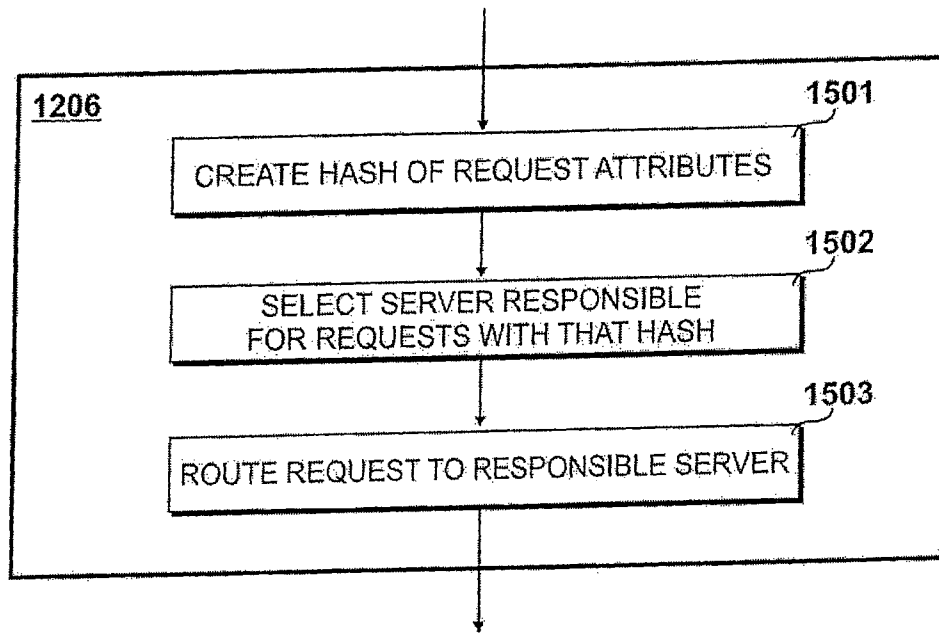 1206
1501
CREATE HASH OF REQUEST ATTRIBUTES
1502
SELECT SERVER RESPONSIBLE
FOR REQUESTS WITH THAT HASH
1503
ROUTE REQUEST TO RESPONSIBLE SERVER